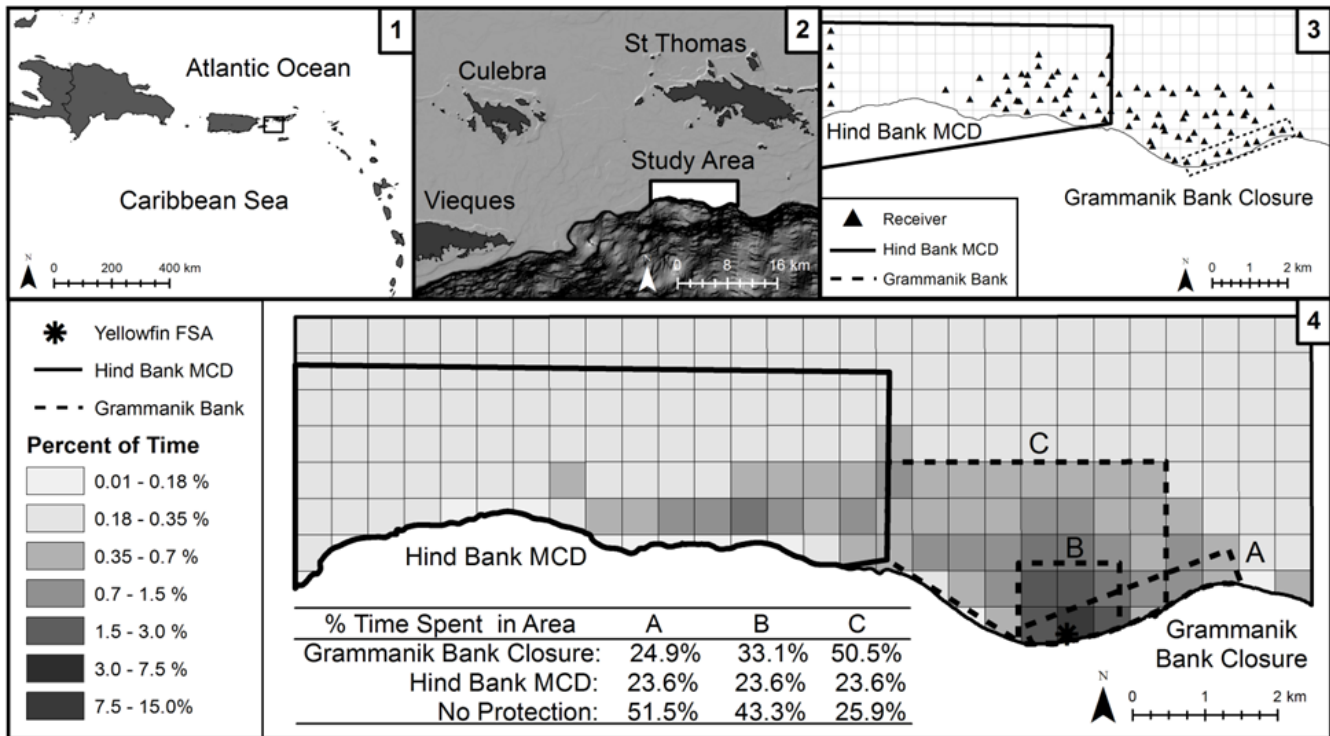 1
Atlantic Ocean
Caribbean Sea
N
0 200 400 km
2
St Thomas
Culebra
Study Area
Vieques
N
0 8 16 km
3
Hind Bank MCD
Grammanik Bank Closure
Receiver
Hind Bank MCD
Grammanik Bank
N
0 1 2 km
Yellowfin FSA
Hind Bank MCD
Grammanik Bank
Percent of Time
0.01 - 0.18 %
0.18 - 0.35 %
0.35 - 0.7 %
0.7 - 1.5 %
1.5 - 3.0 %
3.0 - 7.5 %
7.5 - 15.0%
4
C
B
A
Hind Bank MCD
% Time Spent in Area A B C
Grammanik Bank Closure: 24.9% 33.1% 50.5%
Hind Bank MCD: 23.6% 23.6% 23.6%
No Protection: 51.5% 43.3% 25.9%
Grammanik
Bank Closure
N
0 1 2 km